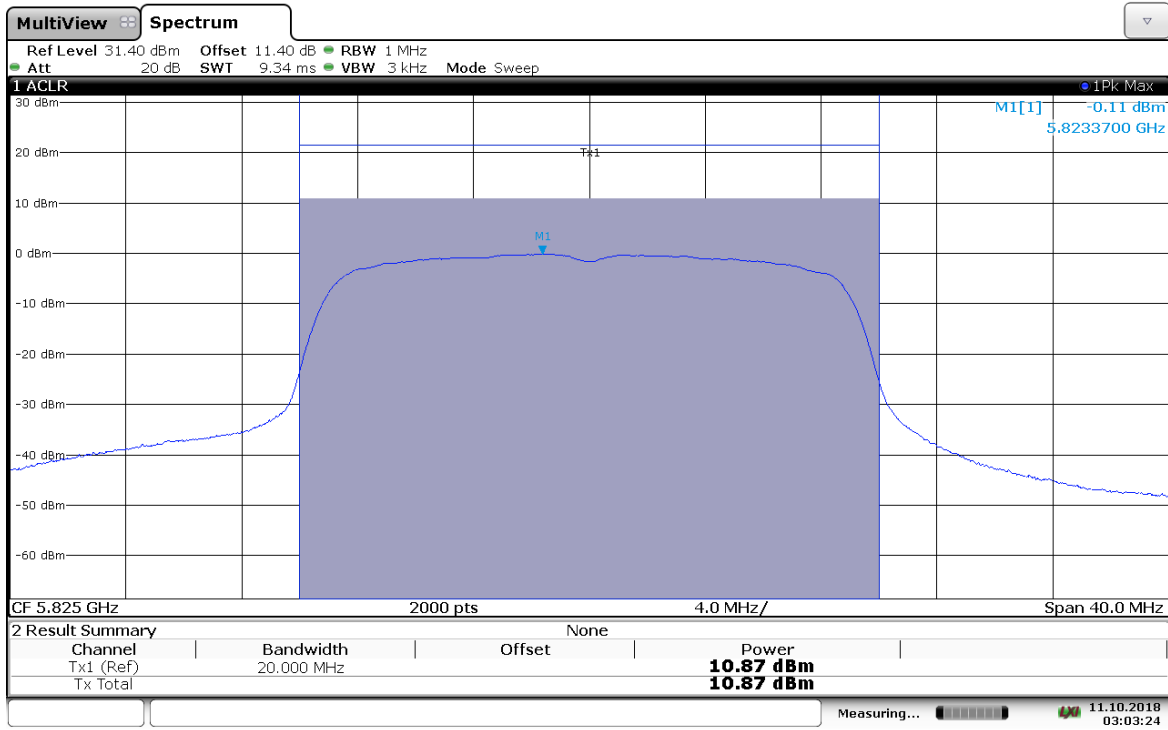 MultiView Spectrum
Ref Level 31.40 dBm Offset 11.40 dB RBW 1 MHz
Att 20 dB SWT 9.34 ms VBW 3 kHz Mode Sweep
1 ACLR 1Pk Max
30 dBm
M1[1] -0.11 dBm
5.8233700 GHz
20 dBm
Tx1
10 dBm
M1
0 dBm
-10 dBm
-20 dBm
-30 dBm
-40 dBm
-50 dBm
-60 dBm
CF 5.825 GHz 2000 pts 4.0 MHz/ Span 40.0 MHz
2 Result Summary None
Channel Bandwidth Offset Power
Tx1 (Ref) 20.000 MHz 10.87 dBm
Tx Total 10.87 dBm
Measuring... LXI 11.10.2018
03:03:24